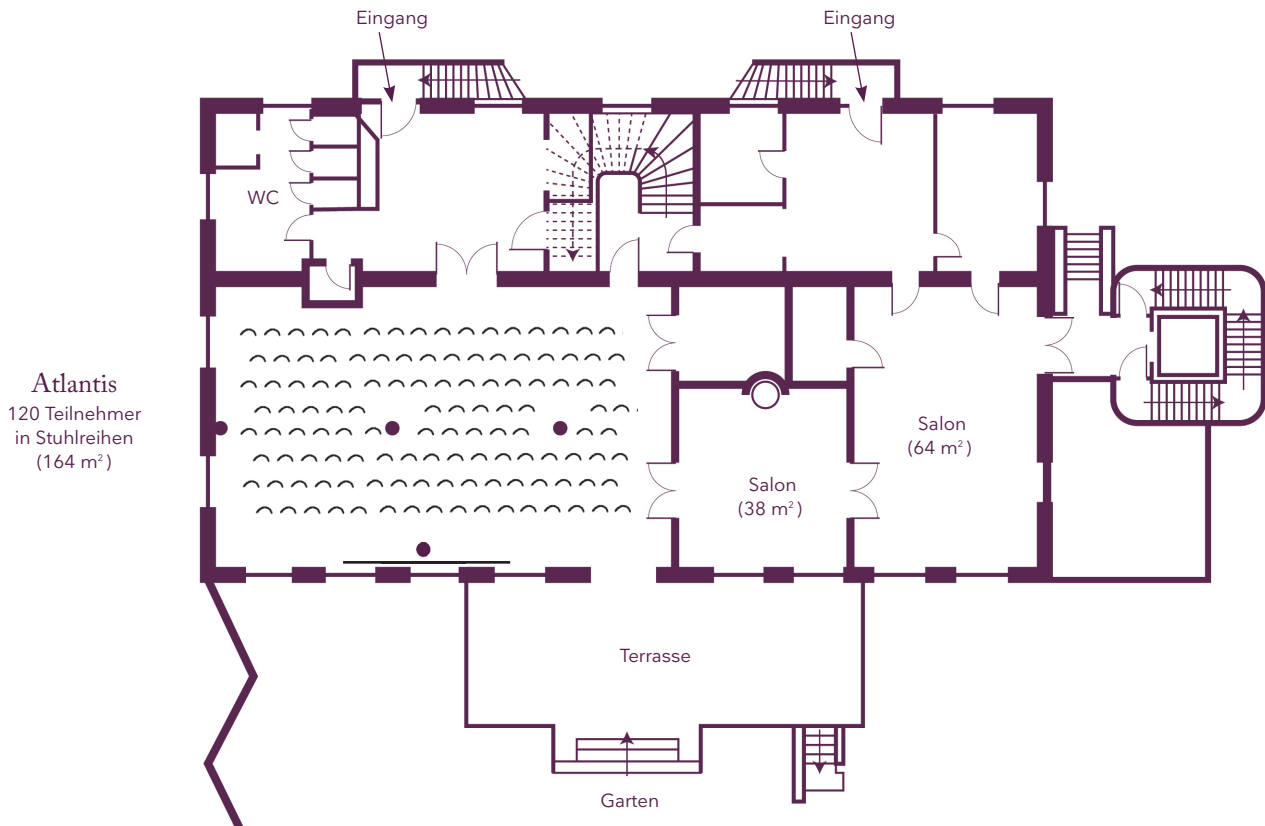 Eingang
Eingang
WC
Atlantis
120 Teilnehmer
in Stuhlreihen
(164 m²)
Salon
(64 m²)
Salon
(38 m²)
Terrasse
Garten